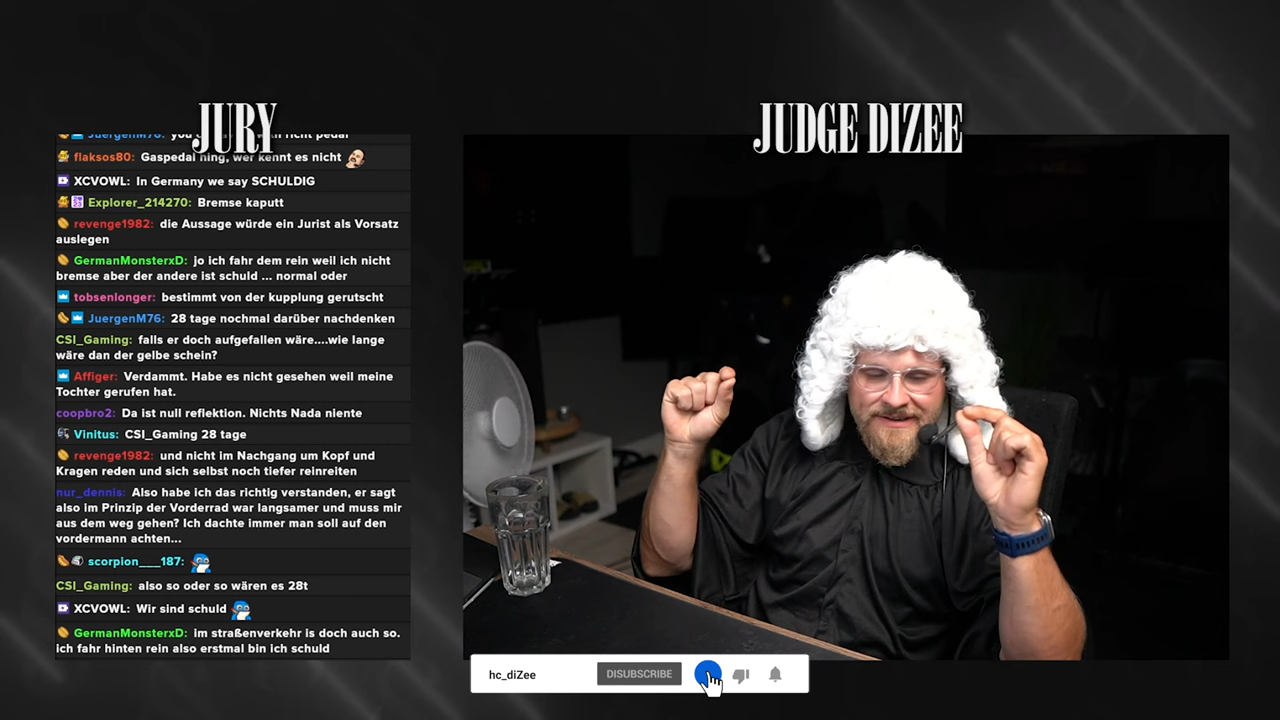 JURY
JUDGE DIZEE
JuergenM76:
flaksos80: Gaspedal ning, wer kennt es nicht
XCVOWL: In Germany we say SCHULDIG
Explorer_214270: Bremse kaputt
revenge1982: die Aussage würde ein Jurist als Vorsatz
auslegen
GermanMonsterxD: jo ich fahr dem rein weil ich nicht
bremse aber der andere ist schuld ... normal oder
tobsenlonger: bestimmt von der kupplung gerutscht
JuergenM76: 28 tage nochmal darüber nachdenken
CSI_Gaming: falls er doch aufgefallen wäre....wie lange
wäre dan der gelbe schein?
Affiger: Verdammt. Habe es nicht gesehen weil meine
Tochter gerufen hat.
coopbro2: Da ist null reflektion. Nichts Nada niente
Vinitus: CSI_Gaming 28 tage
revenge1982: und nicht im Nachgang um Kopf und
Kragen reden und sich selbst noch tiefer reinreiten
nur_dennis: Also habe ich das richtig verstanden, er sagt
also im Prinzip der Vorderrad war langsamer und muss mir
aus dem weg gehen? Ich dachte immer man soll auf den
vordermann achten...
scorpion___187:
CSI_Gaming: also so oder so wären es 28t
XCVOWL: Wir sind schuld
GermanMonsterxD: im straßenverkehr is doch auch so.
ich fahr hinten rein also erstmal bin ich schuld
hc_diZee
DISUBSCRIBE